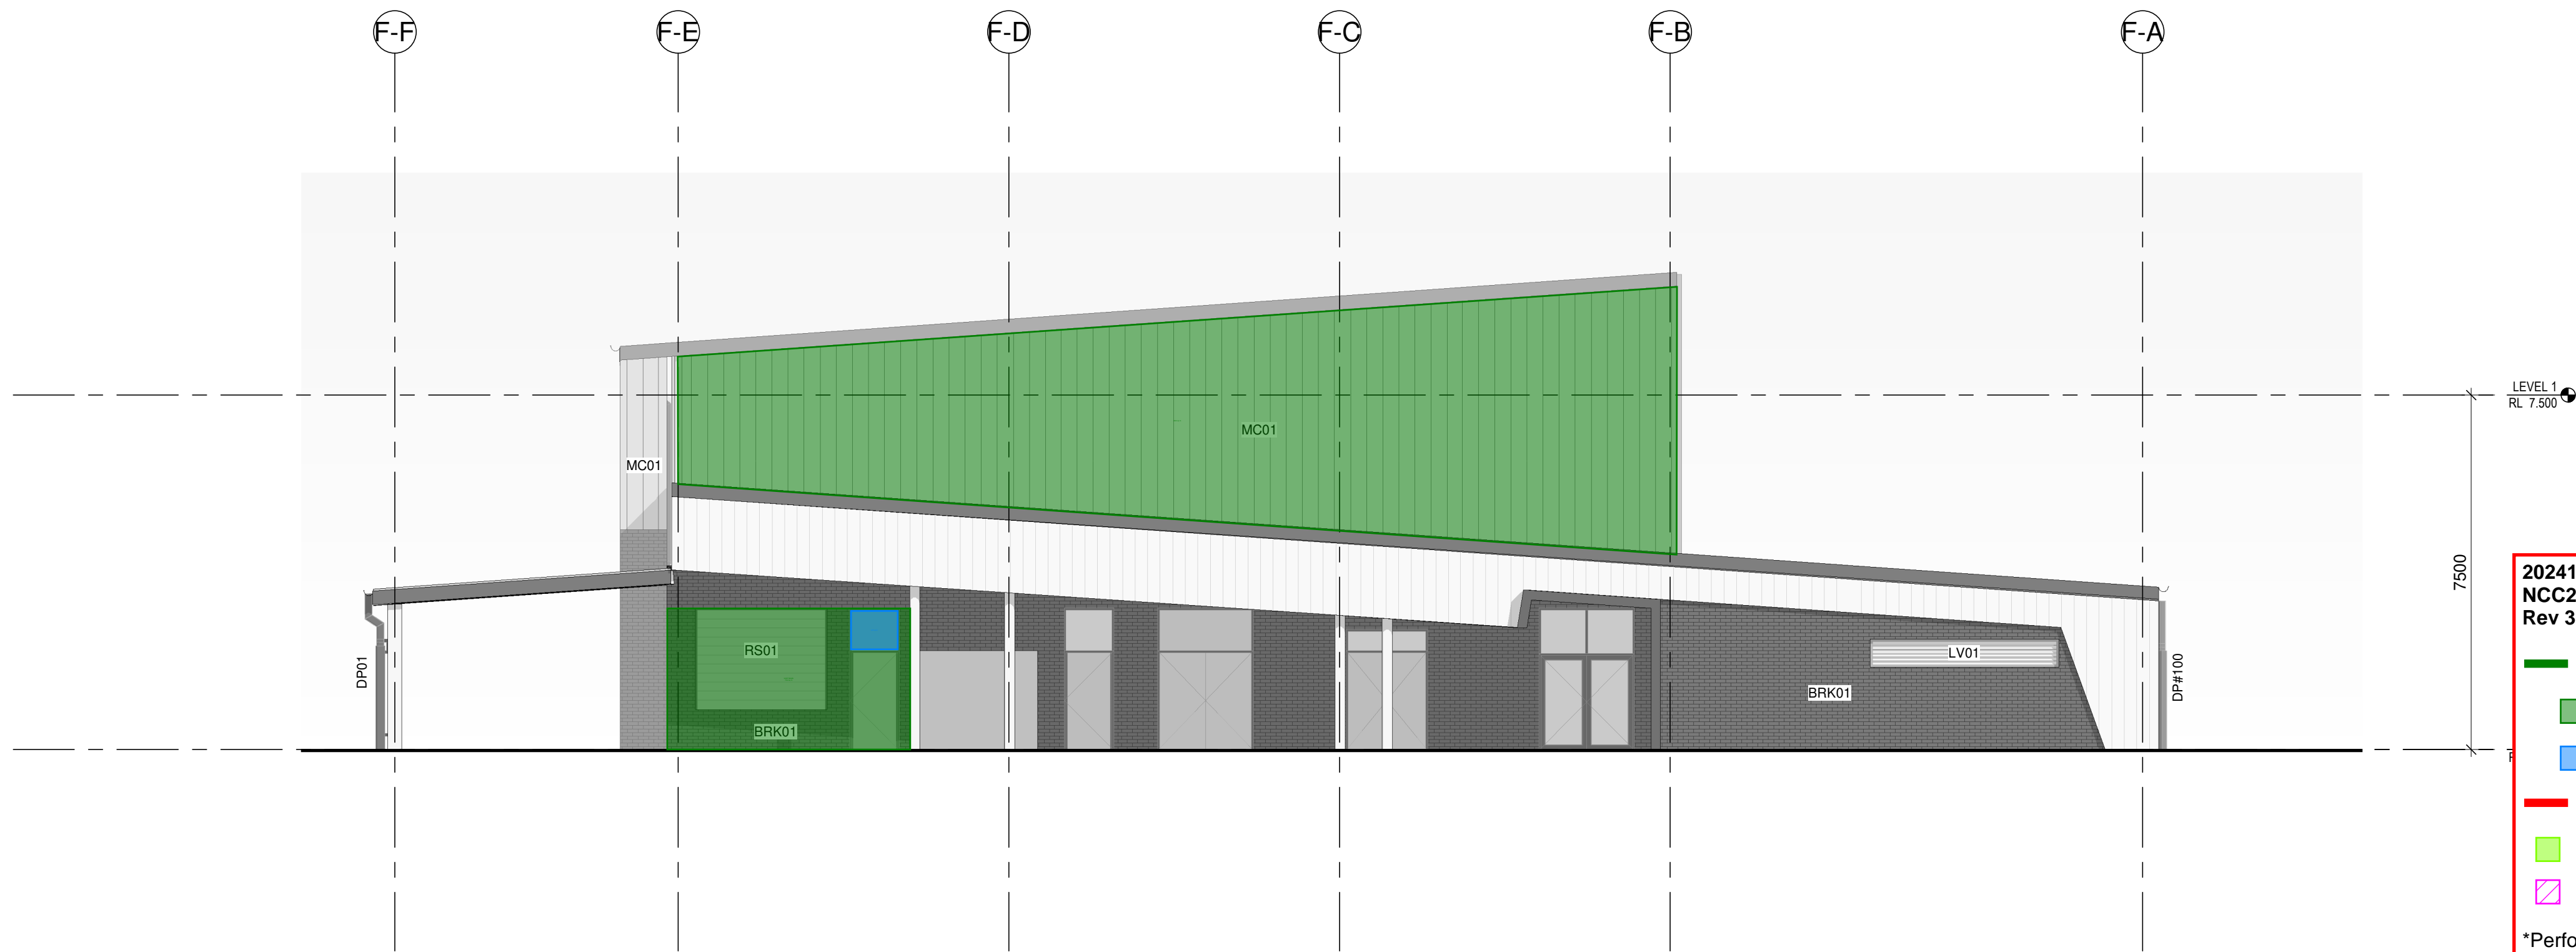 F-F
F-E
F-D
F-C
F-B
F-A
LEVEL 1
RL 7.500
MC01
MC01
7500
RS01
LV01
DP01
DP#100
BRK01
BRK01
20241
NCC2
Rev 3
*Perfo